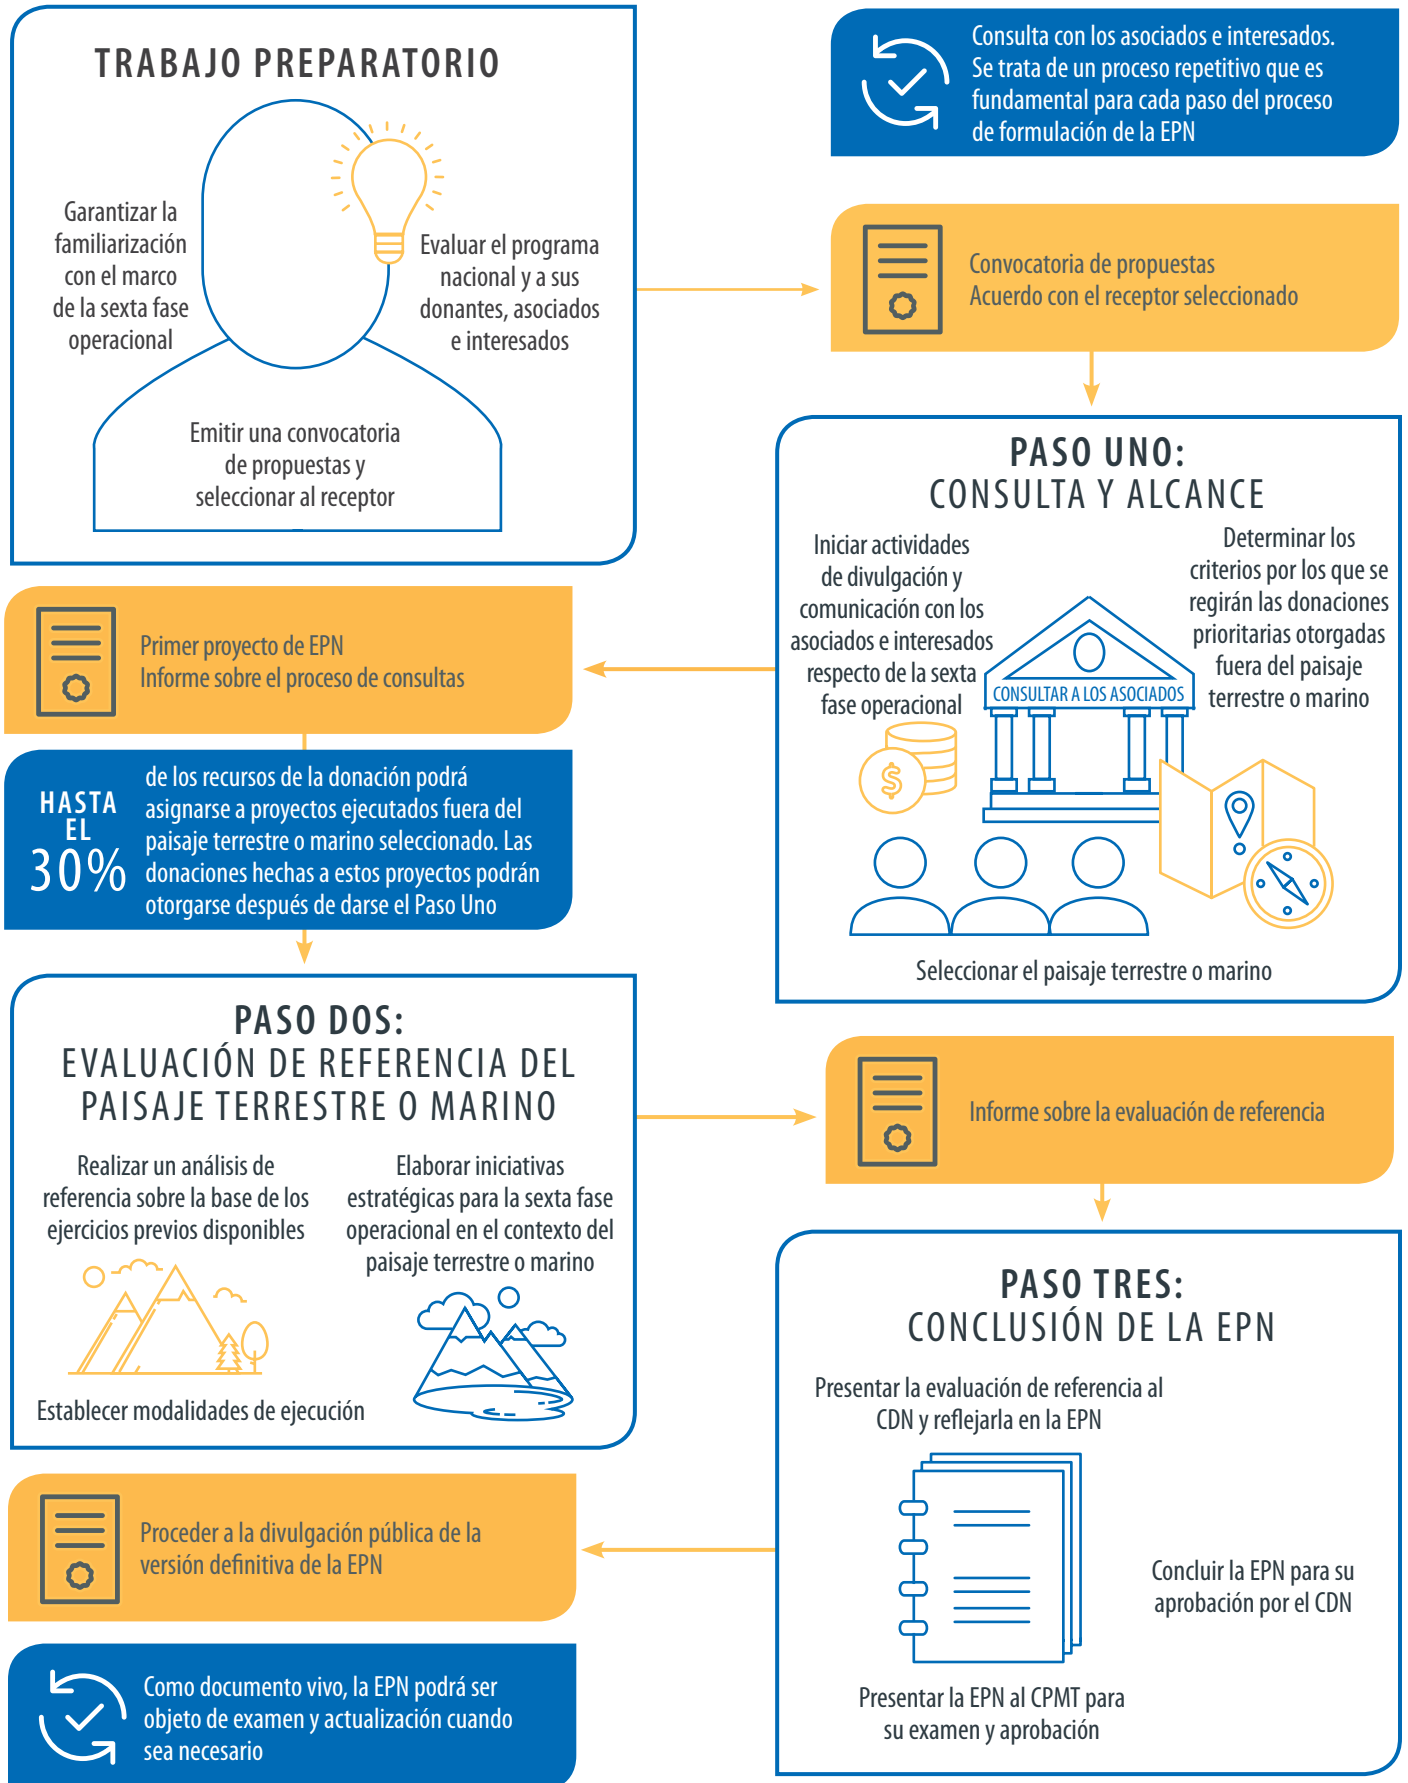 TRABAJO PREPARATORIO
Garantizar la
familiarización
con el marco
de la sexta fase
operacional
Evaluar el programa
nacional y a sus
donantes, asociados
e interesados
Emitir una convocatoria
de propuestas y
seleccionar al receptor
Consulta con los asociados e interesados.
Se trata de un proceso repetitivo que es
fundamental para cada paso del proceso
de formulación de la EPN
Convocatoria de propuestas
Acuerdo con el receptor seleccionado
PASO UNO:
CONSULTA Y ALCANCE
Iniciar actividades
de divulgación y
comunicación con los
asociados e interesados
respecto de la sexta
fase operacional
Determinar los
criterios por los que se
regirán las donaciones
prioritarias otorgadas
fuera del paisaje
terrestre o marino
CONSULTAR A LOS ASOCIADOS
$
Seleccionar el paisaje terrestre o marino
Primer proyecto de EPN
Informe sobre el proceso de consultas
HASTA
EL
30%
de los recursos de la donación podrá
asignarse a proyectos ejecutados fuera del
paisaje terrestre o marino seleccionado. Las
donaciones hechas a estos proyectos podrán
otorgarse después de darse el Paso Uno
PASO DOS:
EVALUACIÓN DE REFERENCIA DEL
PAISAJE TERRESTRE O MARINO
Realizar un análisis de
referencia sobre la base de los
ejercicios previos disponibles
Elaborar iniciativas
estratégicas para la sexta fase
operacional en el contexto del
paisaje terrestre o marino
Establecer modalidades de ejecución
Informe sobre la evaluación de referencia
PASO TRES:
CONCLUSIÓN DE LA EPN
Presentar la evaluación de referencia al
CDN y reflejarla en la EPN
Concluir la EPN para su
aprobación por el CDN
Presentar la EPN al CPMT para
su examen y aprobación
Proceder a la divulgación pública de la
versión definitiva de la EPN
Como documento vivo, la EPN podrá ser
objeto de examen y actualización cuando
sea necesario